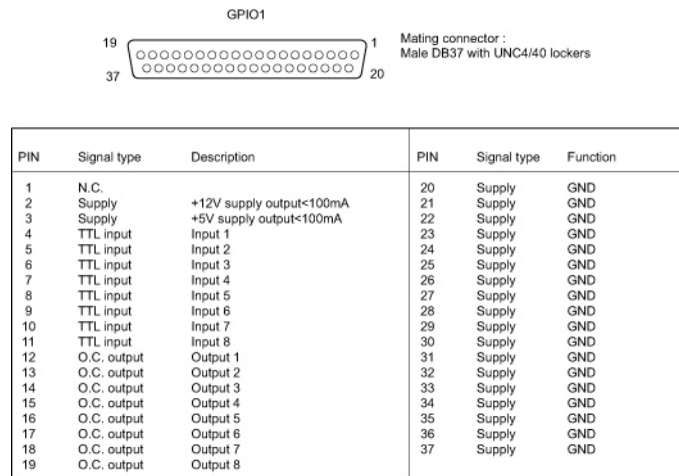 GPIO1
19 1 Mating connector :
Male DB37 with UNC4/40 lockers
37 20
PIN Signal type Description PIN Signal type Function
1 N.C. 20 Supply GND
2 Supply +12V supply output<100mA 21 Supply GND
3 Supply +5V supply output<100mA 22 Supply GND
4 TTL input Input 1 23 Supply GND
5 TTL input Input 2 24 Supply GND
6 TTL input Input 3 25 Supply GND
7 TTL input Input 4 26 Supply GND
8 TTL input Input 5 27 Supply GND
9 TTL input Input 6 28 Supply GND
10 TTL input Input 7 29 Supply GND
11 TTL input Input 8 30 Supply GND
12 O.C. output Output 1 31 Supply GND
13 O.C. output Output 2 32 Supply GND
14 O.C. output Output 3 33 Supply GND
15 O.C. output Output 4 34 Supply GND
16 O.C. output Output 5 35 Supply GND
17 O.C. output Output 6 36 Supply GND
18 O.C. output Output 7 37 Supply GND
19 O.C. output Output 8